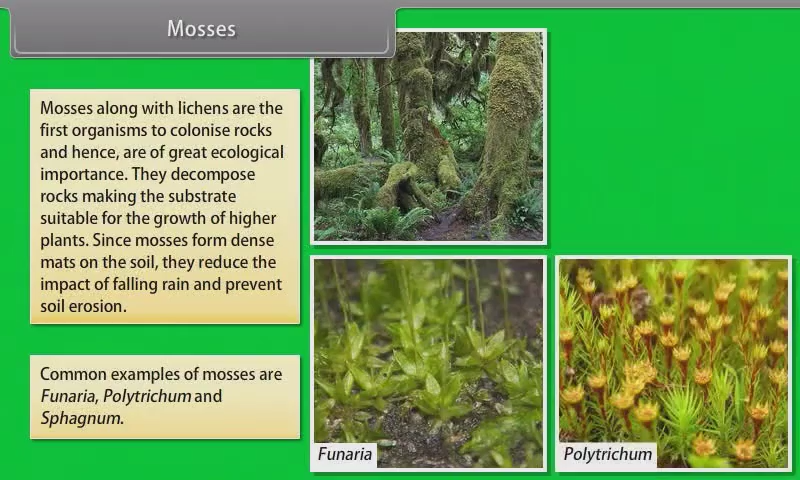 Mosses
Mosses along with lichens are the
first organisms to colonise rocks
and hence, are of great ecological
importance. They decompose
rocks making the substrate
suitable for the growth of higher
plants. Since mosses form dense
mats on the soil, they reduce the
impact of falling rain and prevent
soil erosion.
Common examples of mosses are
Funaria, Polytrichum and
Sphagnum.
Funaria
Polytrichum